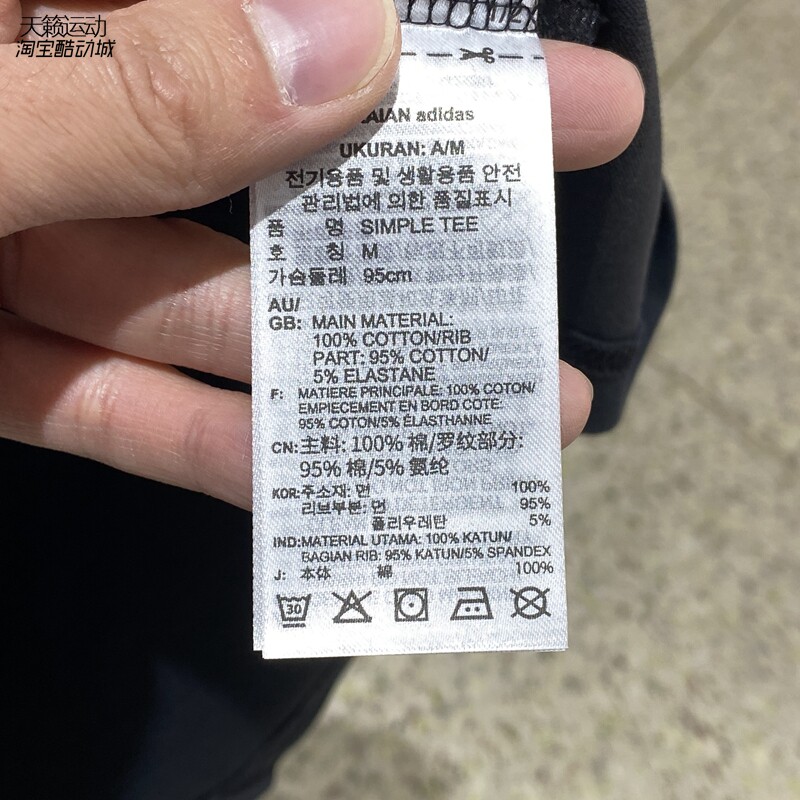 天籁运动
淘宝酷动城
adidas
UKURAN: A/M
전기용품 및 생활용품 안전
관리법에 의한 품질표시
품 명 SIMPLE TEE
호 칭 M
가슴둘레 95cm
AU/
GB: MAIN MATERIAL:
100% COTTON/RIB
PART: 95% COTTON/
5% ELASTANE
F: MATIERE PRINCIPALE: 100% COTON/
EMPIECEMENT EN BORD COTE:
95% COTON/5% ÉLASTHANNE
CN:主料: 100% 棉/罗纹部分:
95% 棉/5% 氨纶
KOR:주소재: 면 100%
리브부분: 면 95%
폴리우레탄 5%
IND:MATERIAL UTAMA: 100% KATUN/
BAGIAN RIB: 95% KATUN/5% SPANDEX
J: 本体 綿 100%
30